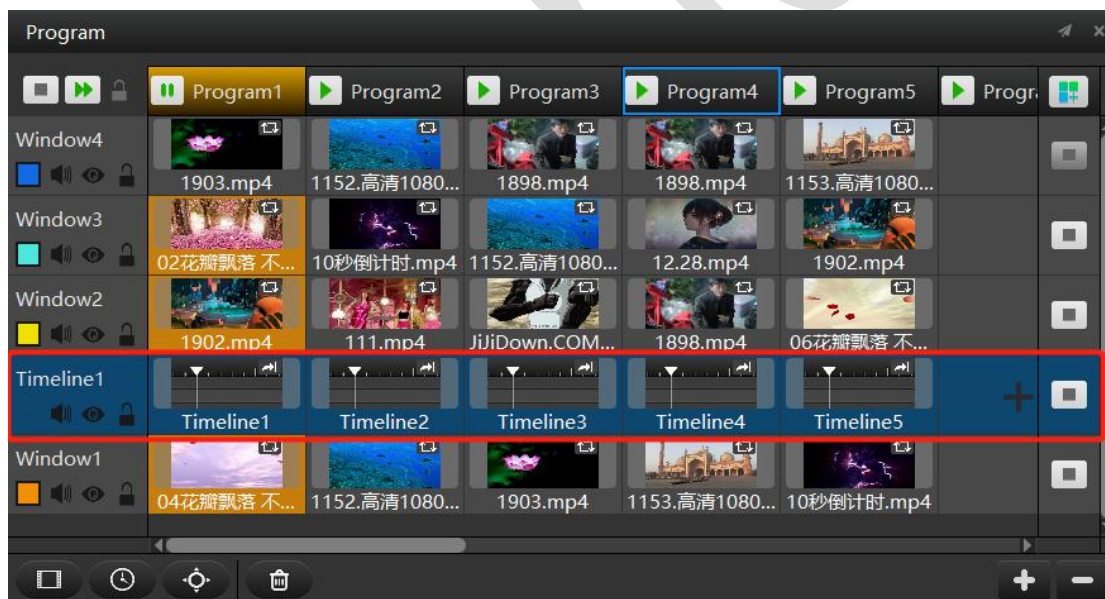 Program
Program1 Program2 Program3 Program4 Program5 Progr
Window4
1903.mp4 1152.高清1080... 1898.mp4 1898.mp4 1153.高清1080...
Window3
02花瓣飘落 不... 10秒倒计时.mp4 1152.高清1080... 12.28.mp4 1902.mp4
Window2
1902.mp4 111.mp4 JiJiDown.COM... 1898.mp4 06花瓣飘落 不...
Timeline1
Timeline1 Timeline2 Timeline3 Timeline4 Timeline5
Window1
04花瓣飘落 不... 1152.高清1080... 1903.mp4 1153.高清1080... 10秒倒计时.mp4